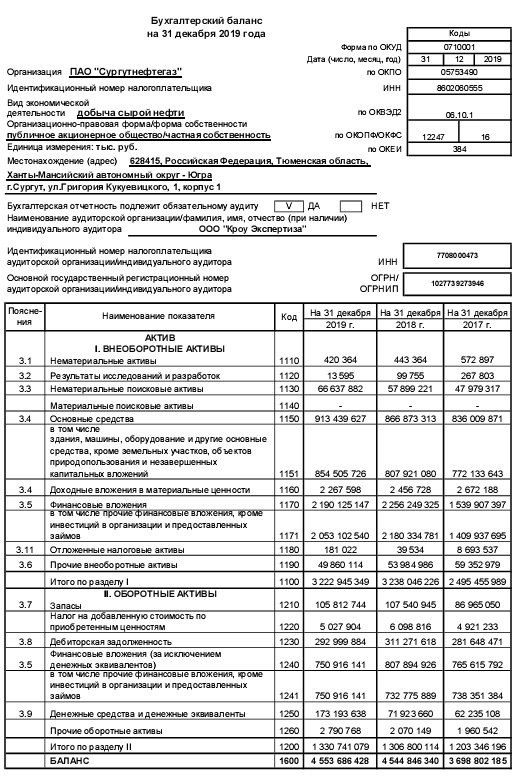 Бухгалтерский баланс
на 31 декабря 2019 года
Коды
Форма по ОКУД 0710001
Дата (число, месяц, год) 31 12 2019
Организация ПАО "Сургутнефтегаз" по ОКПО 05753490
Идентификационный номер налогоплательщика ИНН 8602060555
Вид экономической
деятельности добыча сырой нефти по ОКВЭД2 06.10.1
Организационно-правовая форма/форма собственности
публичное акционерное общество/частная собственность по ОКОПФ/ОКФС 12247 16
Единица измерения: тыс. руб. по ОКЕИ 384
Местонахождение (адрес) 628415, Российская Федерация, Тюменская область,
Ханты-Мансийский автономный округ - Югра
г.Сургут, ул.Григория Кукуевицкого, 1, корпус 1
Бухгалтерская отчетность подлежит обязательному аудиту V ДА НЕТ
Наименование аудиторской организации/фамилия, имя, отчество (при наличии)
индивидуального аудитора ООО "Кроу Экспертиза"
Идентификационный номер налогоплательщика
аудиторской организации/индивидуального аудитора ИНН 7708000473
Основной государственный регистрационный номер ОГРН/
аудиторской организации/индивидуального аудитора ОГРНИП 1027739273946
Поясне-
ния Наименование показателя Код На 31 декабря На 31 декабря На 31 декабря
2019 г. 2018 г. 2017 г.
АКТИВ
I. ВНЕОБОРОТНЫЕ АКТИВЫ
3.1 Нематериальные активы 1110 420 364 443 364 572 897
3.2 Результаты исследований и разработок 1120 13 595 99 755 267 803
3.3 Нематериальные поисковые активы 1130 66 637 882 57 899 221 47 979 317
Материальные поисковые активы 1140 - - -
3.4 Основные средства 1150 913 439 627 866 873 313 836 009 871
в том числе
здания, машины, оборудование и другие основные
средства, кроме земельных участков, объектов
природопользования и незавершенных
капитальных вложений 1151 854 505 726 807 921 080 772 133 643
3.4 Доходные вложения в материальные ценности 1160 2 267 598 2 456 728 2 672 188
3.5 Финансовые вложения 1170 2 190 125 147 2 256 249 325 1 539 907 397
в том числе прочие финансовые вложения, кроме
инвестиций в организации и предоставленных
займов 1171 2 053 102 540 2 180 334 781 1 409 937 695
3.11 Отложенные налоговые активы 1180 181 022 39 534 8 693 537
3.6 Прочие внеоборотные активы 1190 49 860 114 53 984 986 59 352 979
Итого по разделу I 1100 3 222 945 349 3 238 046 226 2 495 455 989
II. ОБОРОТНЫЕ АКТИВЫ
3.7 Запасы 1210 105 812 744 107 540 945 86 965 050
Налог на добавленную стоимость по
приобретенным ценностям 1220 5 027 904 6 098 816 4 921 233
3.8 Дебиторская задолженность 1230 292 999 884 311 271 618 281 648 471
Финансовые вложения (за исключением
3.5 денежных эквивалентов) 1240 750 916 141 807 894 926 765 615 792
в том числе прочие финансовые вложения, кроме
инвестиций в организации и предоставленных
займов 1241 750 916 141 732 775 889 738 351 384
3.9 Денежные средства и денежные эквиваленты 1250 173 193 638 71 923 660 62 235 108
Прочие оборотные активы 1260 2 790 768 2 070 149 1 960 542
Итого по разделу II 1200 1 330 741 079 1 306 800 114 1 203 346 196
БАЛАНС 1600 4 553 686 428 4 544 846 340 3 698 802 185